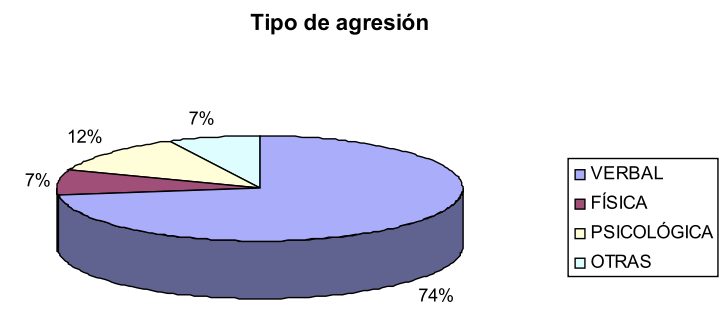 Tipo de agresión
7%
12%
7%
74%
VERBAL
FÍSICA
PSICOLÓGICA
OTRAS